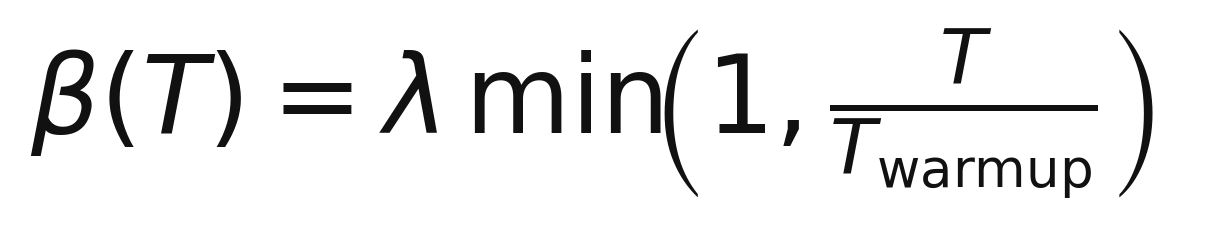 β(T) = λ min(1, T / T_warmup)